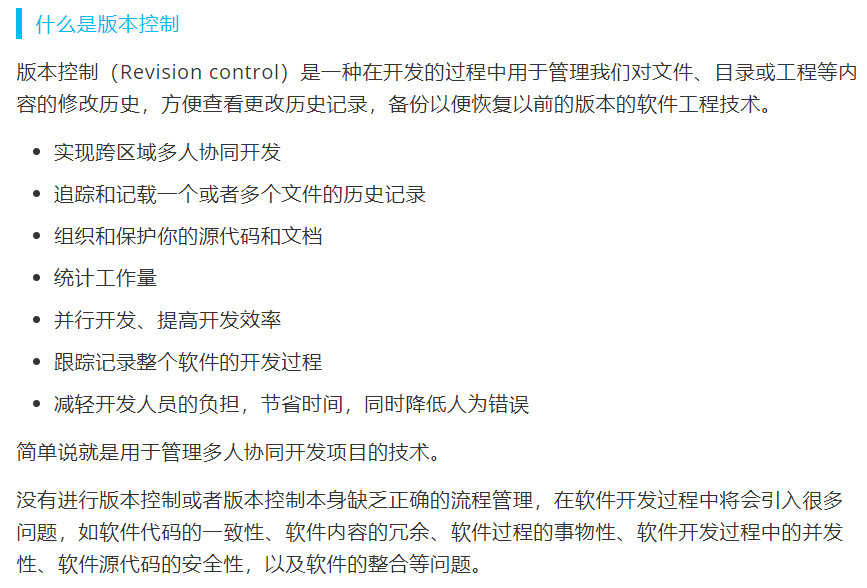 什么是版本控制
版本控制（Revision control）是一种在开发的过程中用于管理我们对文件、目录或工程等内
容的修改历史，方便查看更改历史记录，备份以便恢复以前的版本的软件工程技术。
• 实现跨区域多人协同开发
• 追踪和记载一个或者多个文件的历史记录
• 组织和保护你的源代码和文档
• 统计工作量
• 并行开发、提高开发效率
• 跟踪记录整个软件的开发过程
• 减轻开发人员的负担，节省时间，同时降低人为错误
简单说就是用于管理多人协同开发项目的技术。
没有进行版本控制或者版本控制本身缺乏正确的流程管理，在软件开发过程中将会引入很多
问题，如软件代码的一致性、软件内容的冗余、软件过程的事物性、软件开发过程中的并发
性、软件源代码的安全性，以及软件的整合等问题。